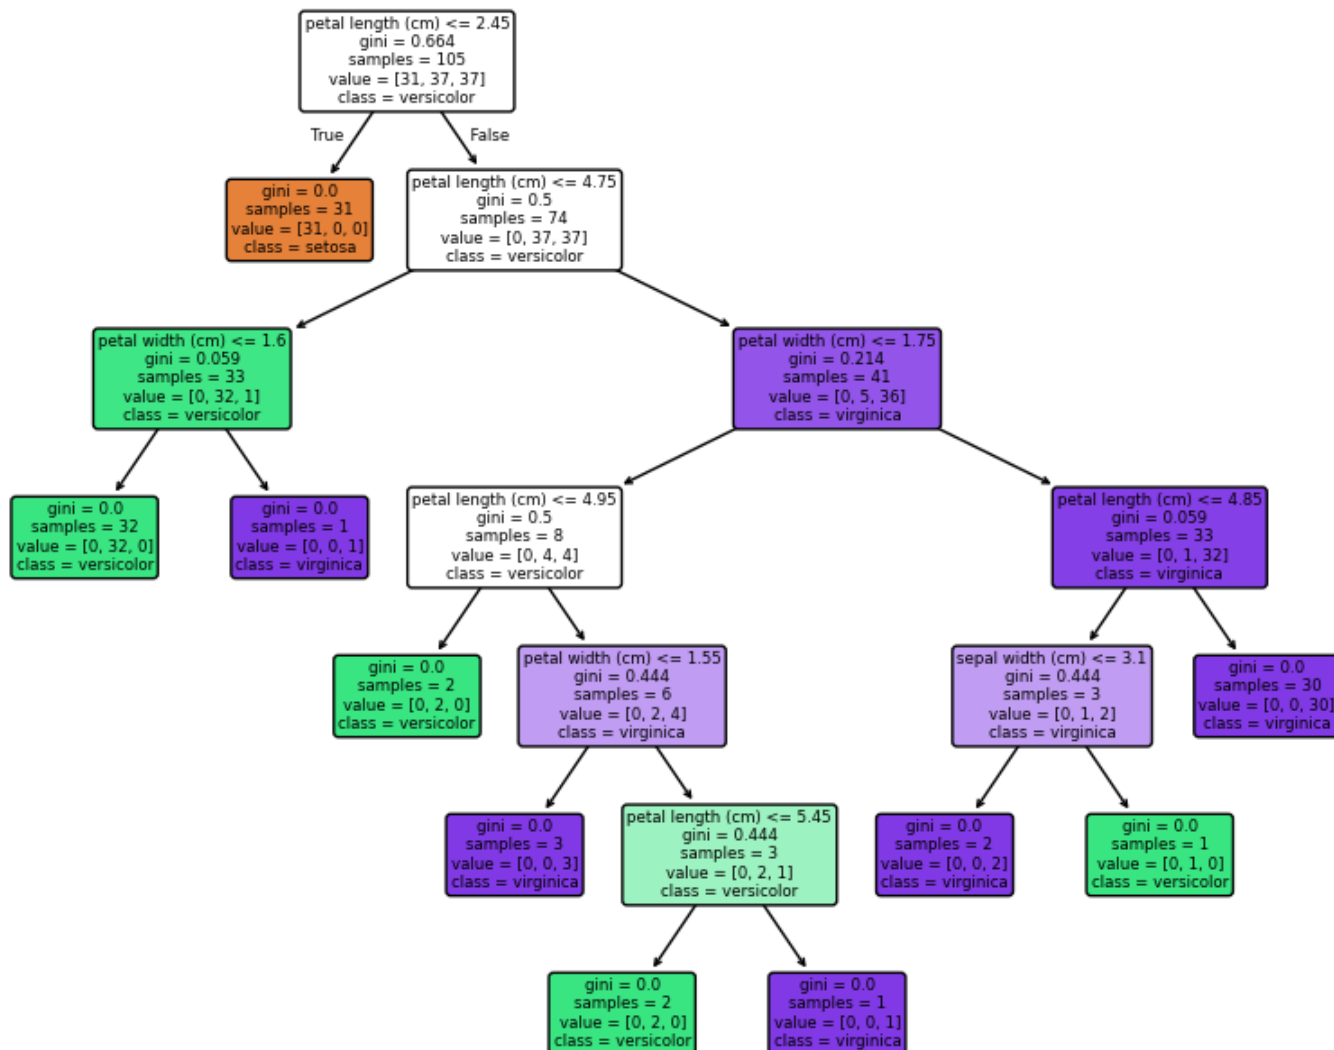 petal length (cm) <= 2.45
gini = 0.664
samples = 105
value = [31, 37, 37]
class = versicolor
True
False
gini = 0.0
samples = 31
value = [31, 0, 0]
class = setosa
petal length (cm) <= 4.75
gini = 0.5
samples = 74
value = [0, 37, 37]
class = versicolor
petal width (cm) <= 1.6
gini = 0.059
samples = 33
value = [0, 32, 1]
class = versicolor
petal width (cm) <= 1.75
gini = 0.214
samples = 41
value = [0, 5, 36]
class = virginica
gini = 0.0
samples = 32
value = [0, 32, 0]
class = versicolor
gini = 0.0
samples = 1
value = [0, 0, 1]
class = virginica
petal length (cm) <= 4.95
gini = 0.5
samples = 8
value = [0, 4, 4]
class = versicolor
petal length (cm) <= 4.85
gini = 0.059
samples = 33
value = [0, 1, 32]
class = virginica
gini = 0.0
samples = 2
value = [0, 2, 0]
class = versicolor
petal width (cm) <= 1.55
gini = 0.444
samples = 6
value = [0, 2, 4]
class = virginica
sepal width (cm) <= 3.1
gini = 0.444
samples = 3
value = [0, 1, 2]
class = virginica
gini = 0.0
samples = 30
value = [0, 0, 30]
class = virginica
gini = 0.0
samples = 3
value = [0, 0, 3]
class = virginica
petal length (cm) <= 5.45
gini = 0.444
samples = 3
value = [0, 2, 1]
class = versicolor
gini = 0.0
samples = 2
value = [0, 0, 2]
class = virginica
gini = 0.0
samples = 1
value = [0, 1, 0]
class = versicolor
gini = 0.0
samples = 2
value = [0, 2, 0]
class = versicolor
gini = 0.0
samples = 1
value = [0, 0, 1]
class = virginica